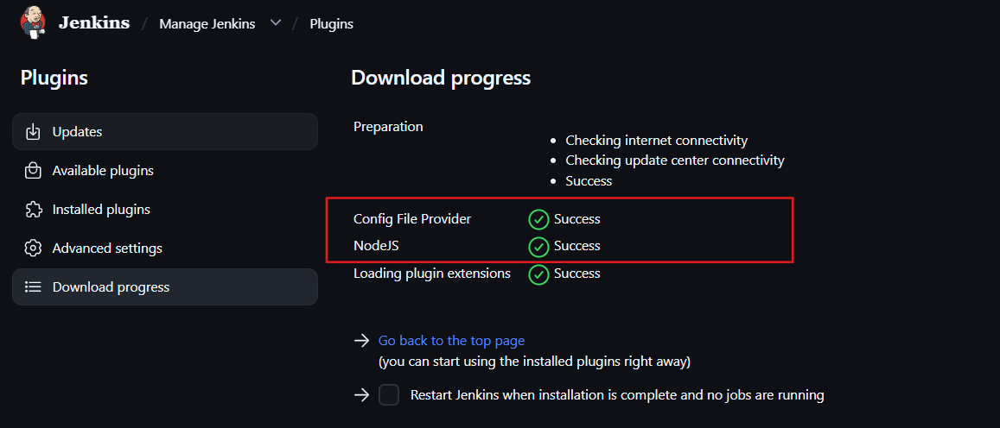 Jenkins / Manage Jenkins / Plugins
Plugins
Updates
Available plugins
Installed plugins
Advanced settings
Download progress
Download progress
Preparation
Checking internet connectivity
Checking update center connectivity
Success
Config File Provider Success
NodeJS Success
Loading plugin extensions Success
Go back to the top page
(you can start using the installed plugins right away)
Restart Jenkins when installation is complete and no jobs are running